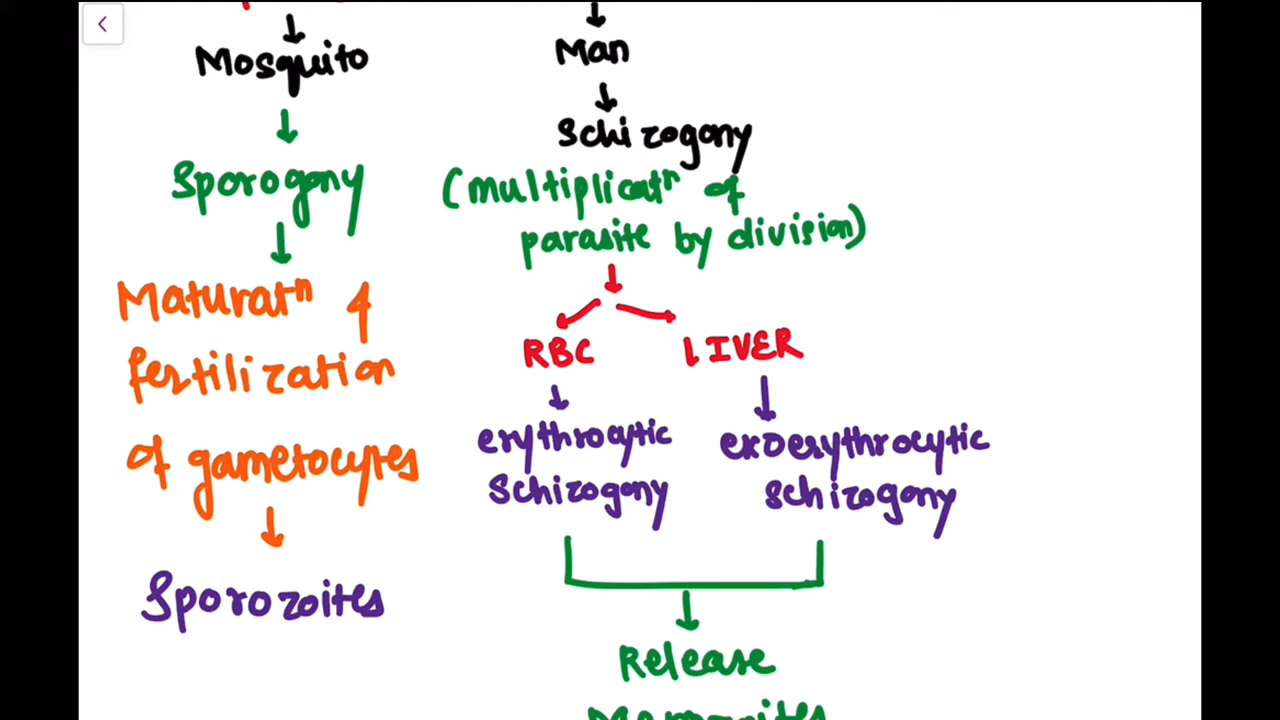 Mosquito
Sporogony
Maturatⁿ &
fertilization
of gametocytes
Sporozoites
Man
Schizogony
(multiplicatⁿ of
parasite by division)
RBC
LIVER
erythrocytic
Schizogony
exoerythrocytic
schizogony
Release